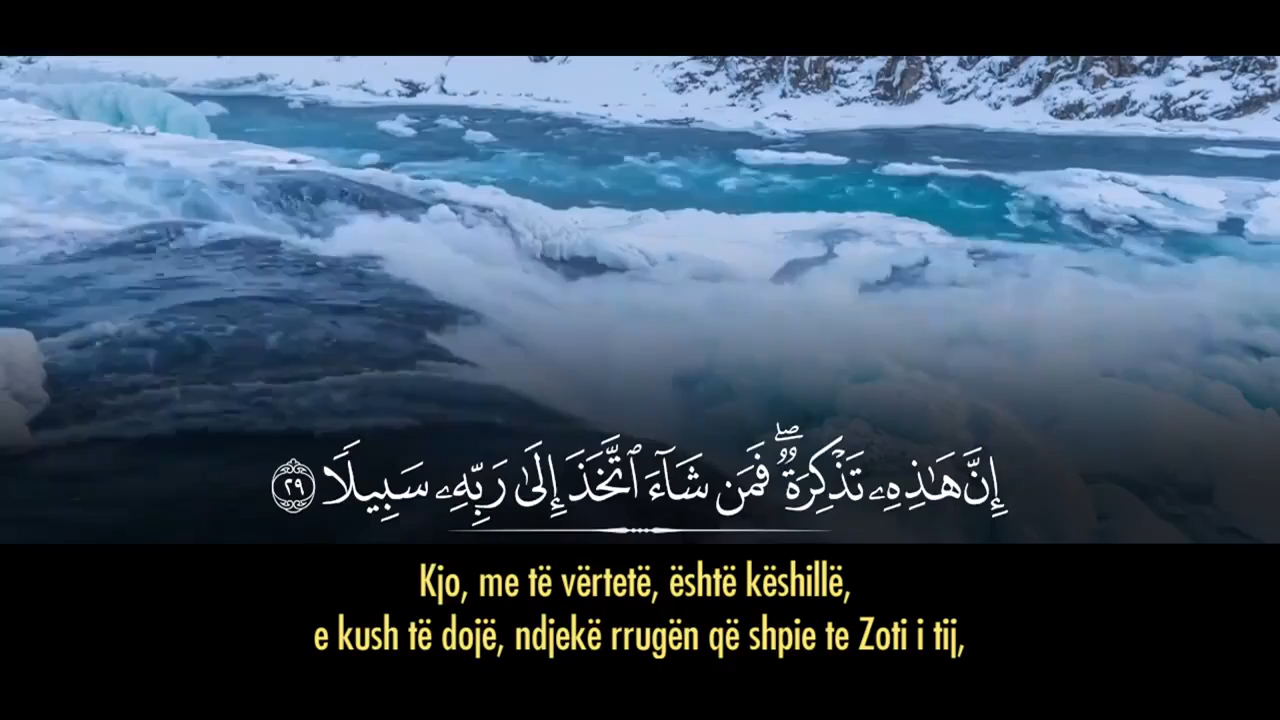 إِنَّ هَـٰذِهِۦ تَذْكِرَةٌۖ فَمَن شَآءَ ٱتَّخَذَ إِلَىٰ رَبِّهِۦ سَبِيلًا ٢٩
Kjo, me të vërtetë, është këshillë,
e kush të dojë, ndjekë rrugën që shpie te Zoti i tij,